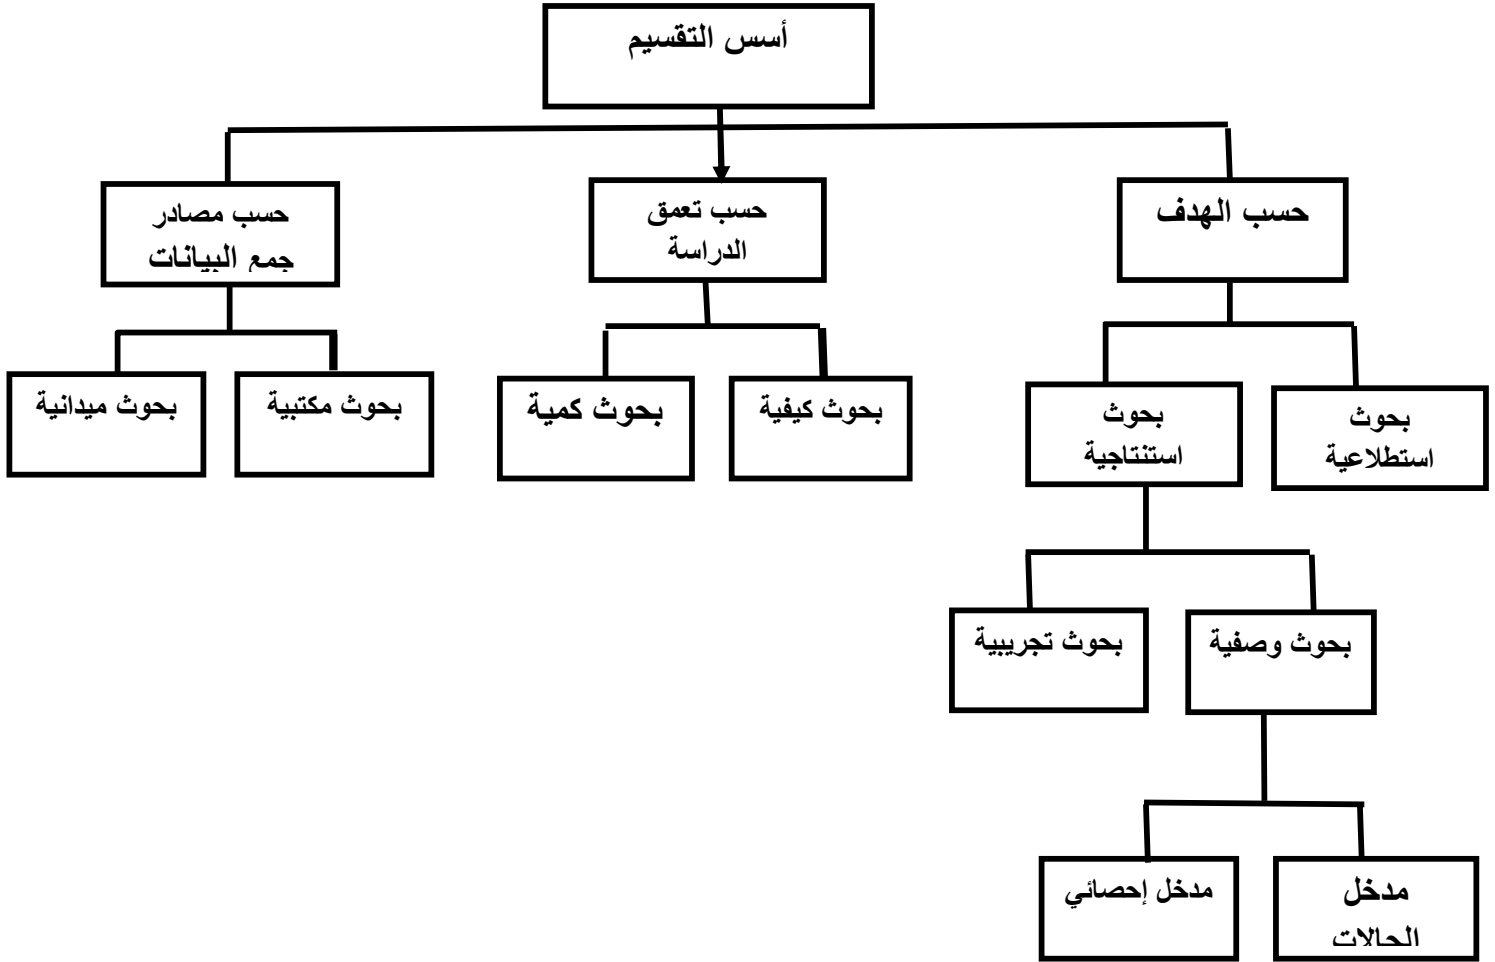 أسس التقسيم
حسب الهدف
حسب تعمق
الدراسة
حسب مصادر
جمع البيانات
بحوث
استطلاعية
بحوث
استنتاجية
بحوث كيفية
بحوث كمية
بحوث مكتبية
بحوث ميدانية
بحوث وصفية
بحوث تجريبية
مدخل
الحالات
مدخل إحصائي